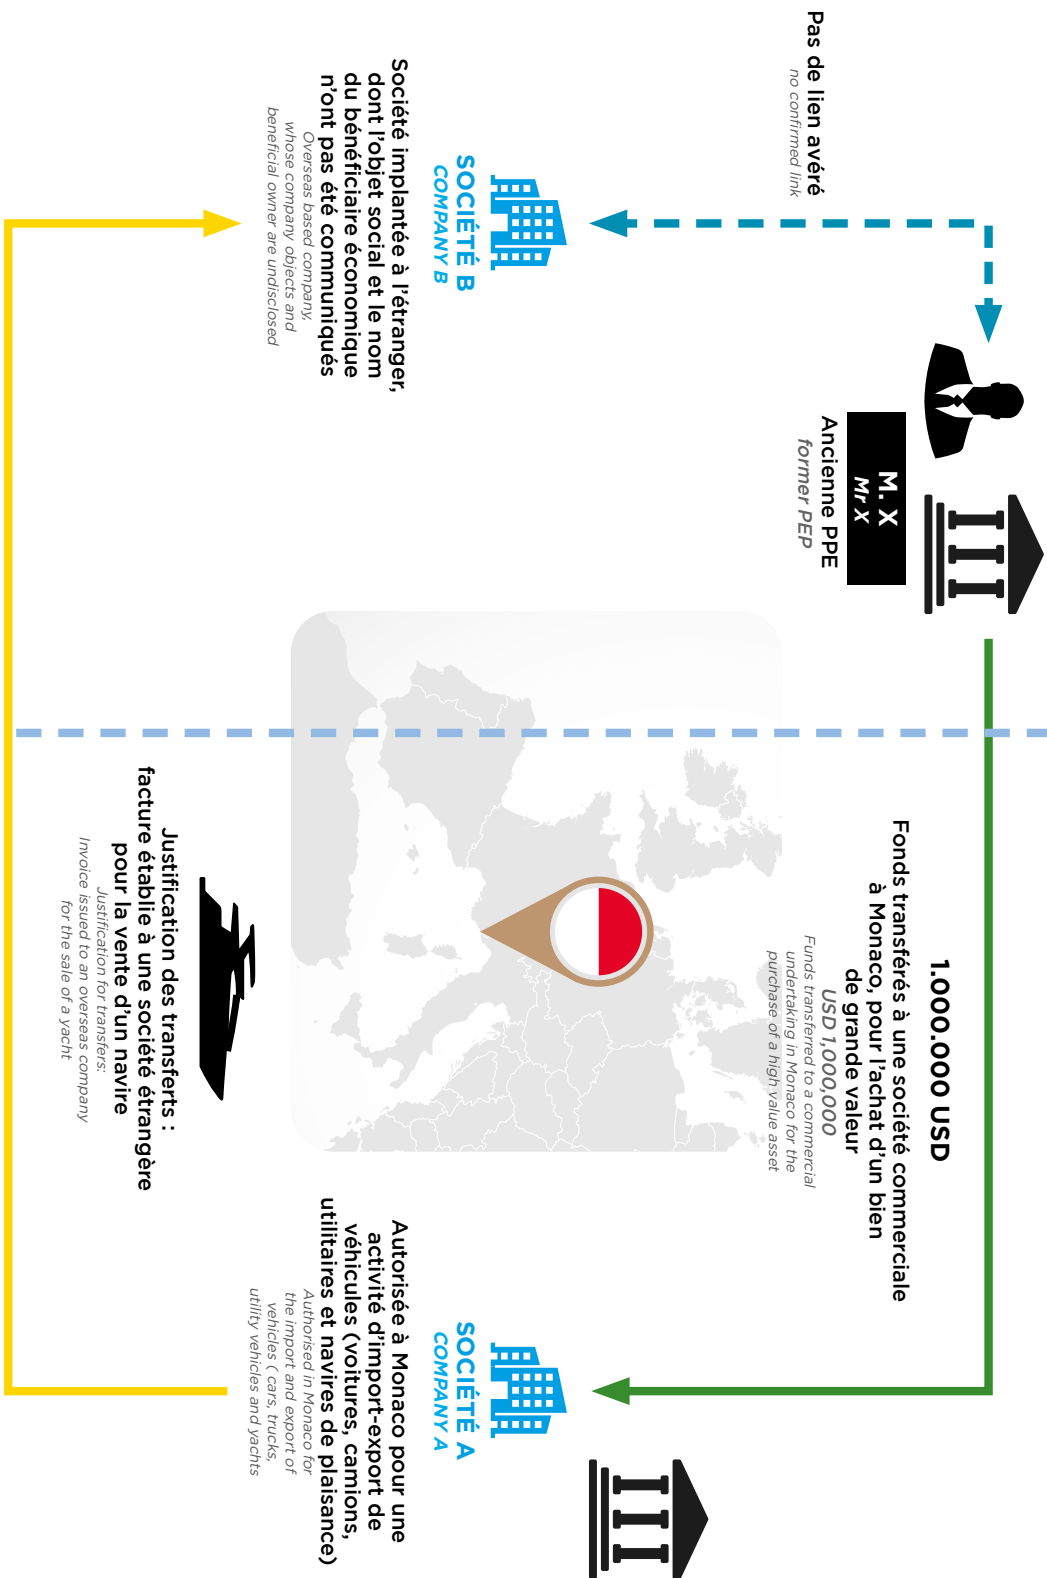 Pas de lien avéré
no confirmed link
M. X
Mr X
Ancienne PPE
former PEP
1.000.000 USD
Fonds transférés à une société commerciale
à Monaco, pour l'achat d'un bien
de grande valeur
USD 1,000,000
Funds transferred to a commercial
undertaking in Monaco for the
purchase of a high value asset
SOCIÉTÉ B
COMPANY B
Société implantée à l'étranger,
dont l'objet social et le nom
du bénéficiaire économique
n'ont pas été communiqués
Overseas based company,
whose company objects and
beneficial owner are undisclosed
SOCIÉTÉ A
COMPANY A
Autorisée à Monaco pour une
activité d'import-export de
véhicules (voitures, camions,
utilitaires et navires de plaisance)
Authorised in Monaco for
the import and export of
vehicles ( cars, trucks,
utility vehicles and yachts
Justification des transferts :
facture établie à une société étrangère
pour la vente d'un navire
Justification for transfers:
Invoice issued to an overseas company
for the sale of a yacht